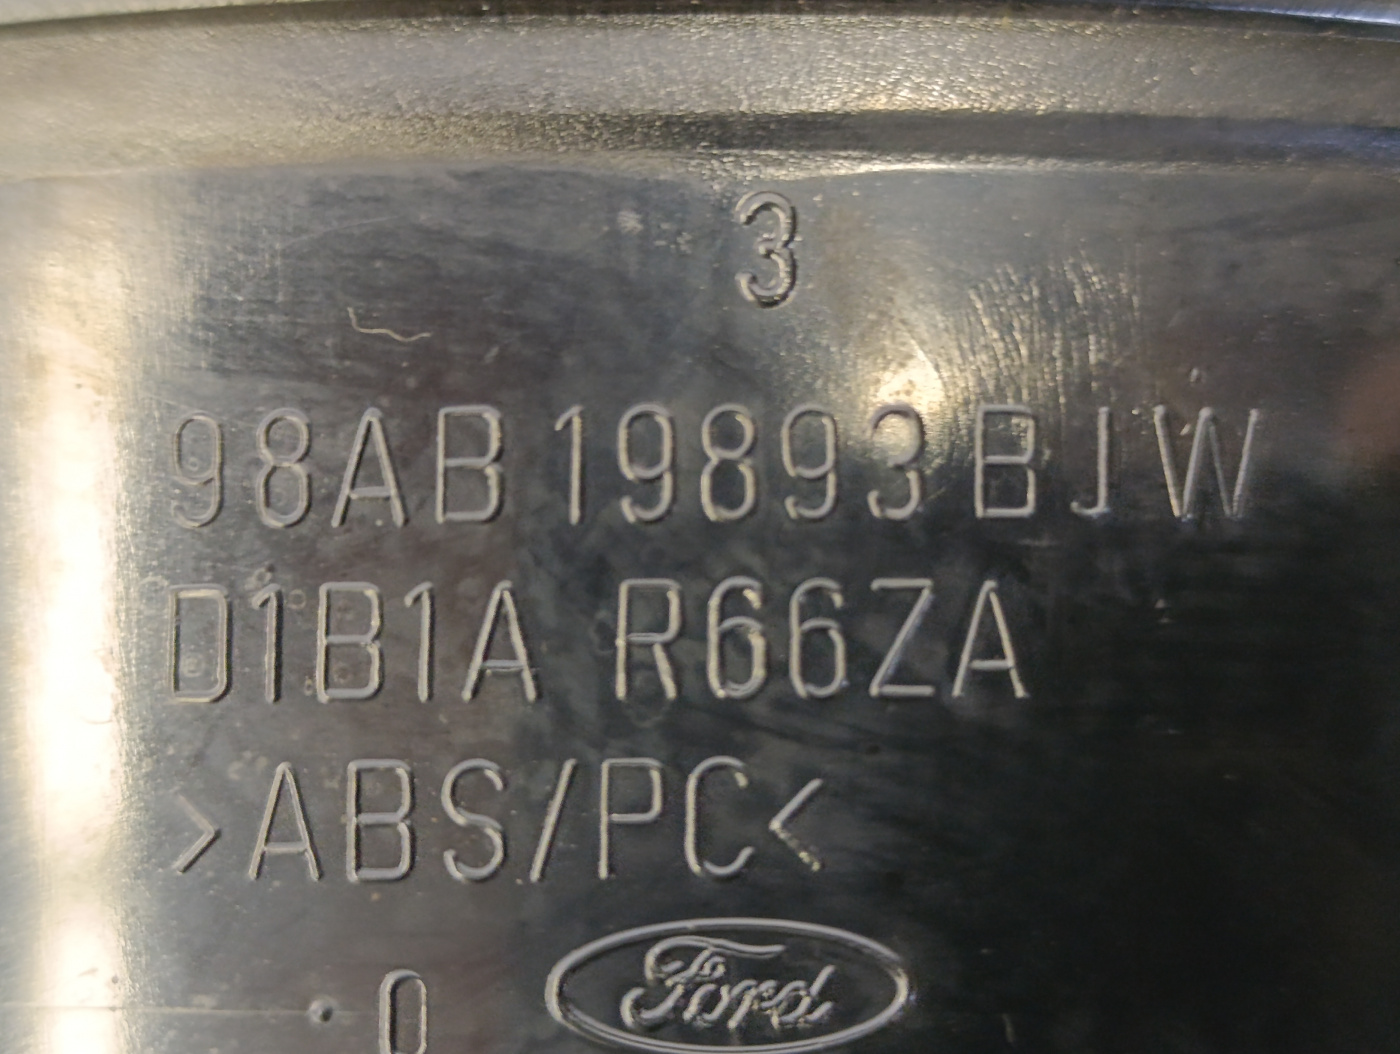 3
98AB19893BJW
D1B1A R66ZA
>ABS/PC<
Ford
0